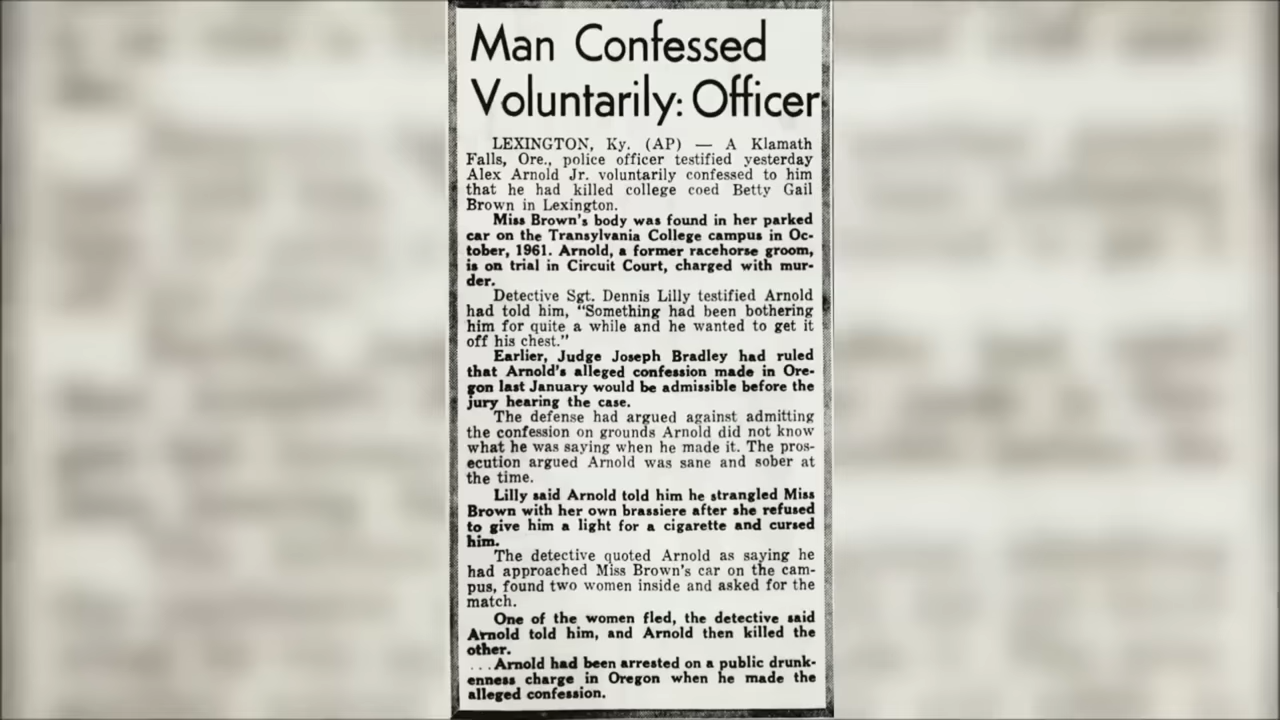 Man Confessed
Voluntarily: Officer
LEXINGTON, Ky. (AP) — A Klamath
Falls, Ore., police officer testified yesterday
Alex Arnold Jr. voluntarily confessed to him
that he had killed college coed Betty Gail
Brown in Lexington.
Miss Brown's body was found in her parked
car on the Transylvania College campus in Oc-
tober, 1961. Arnold, a former racehorse groom,
is on trial in Circuit Court, charged with mur-
der.
Detective Sgt. Dennis Lilly testified Arnold
had told him, "Something had been bothering
him for quite a while and he wanted to get it
off his chest."
Earlier, Judge Joseph Bradley had ruled
that Arnold's alleged confession made in Ore-
gon last January would be admissible before the
jury hearing the case.
The defense had argued against admitting
the confession on grounds Arnold did not know
what he was saying when he made it. The pros-
ecution argued Arnold was sane and sober at
the time.
Lilly said Arnold told him he strangled Miss
Brown with her own brassiere after she refused
to give him a light for a cigarette and cursed
him.
The detective quoted Arnold as saying he
had approached Miss Brown's car on the cam-
pus, found two women inside and asked for the
match.
One of the women fled, the detective said
Arnold told him, and Arnold then killed the
other.
...Arnold had been arrested on a public drunk-
enness charge in Oregon when he made the
alleged confession.